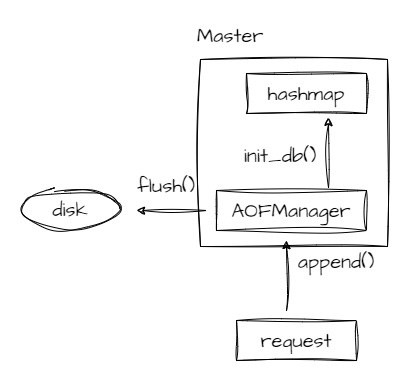 Master
hashmap
init_db()
flush()
disk
AOFManager
append()
request